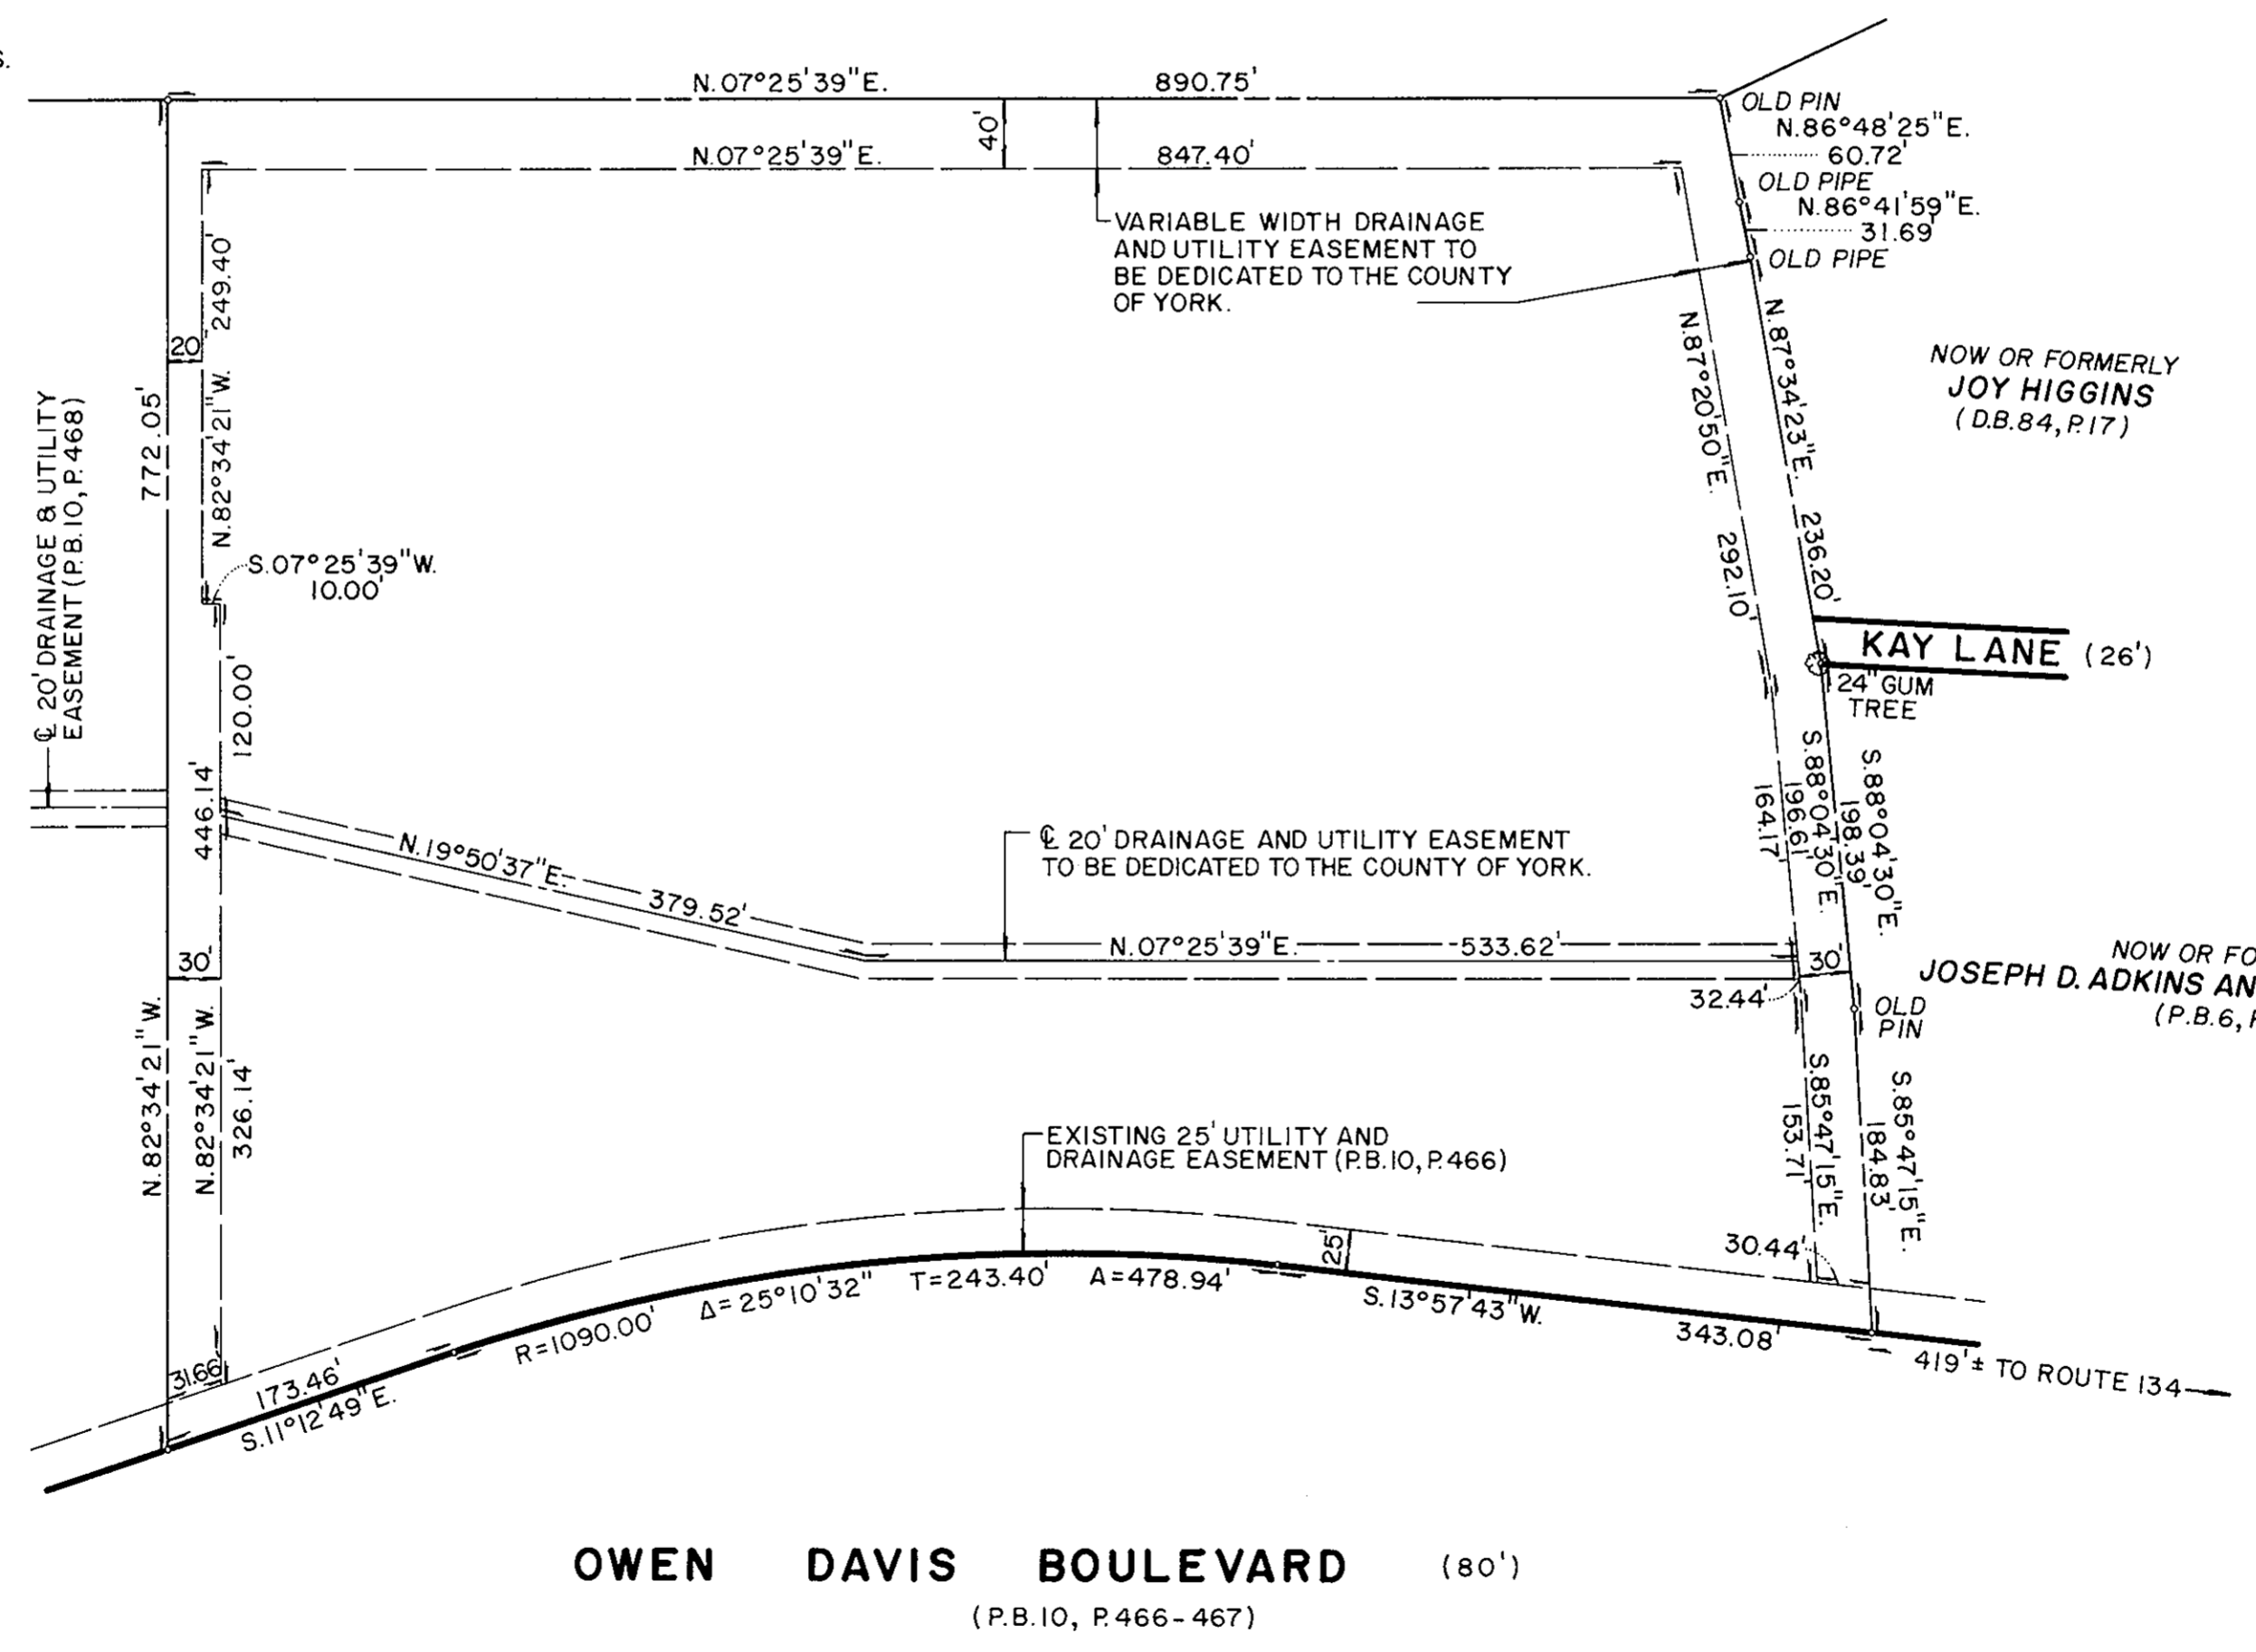 S.
N.07°25'39"E. 890.75'
OLD PIN
N.86°48'25"E.
60.72'
OLD PIPE
N.86°41'59"E.
31.69'
OLD PIPE
40'
N.07°25'39"E. 847.40'
VARIABLE WIDTH DRAINAGE
AND UTILITY EASEMENT TO
BE DEDICATED TO THE COUNTY
OF YORK.
N.82°34'21"W. 249.40'
20'
772.05'
N.82°34'21"W.
℄ 20' DRAINAGE & UTILITY
EASEMENT (P.B.10, P.468)
S.07°25'39"W.
10.00'
120.00'
446.14'
N.82°34'21"W.
30'
326.14'
N.87°20'50"E. 292.10'
N.87°34'23"E. 236.20'
NOW OR FORMERLY
JOY HIGGINS
(D.B.84, P.17)
KAY LANE (26')
24" GUM
TREE
164.17'
196.61'
S.88°04'30"E.
198.39'
S.88°04'30"E.
N.19°50'37"E. 379.52'
℄ 20' DRAINAGE AND UTILITY EASEMENT
TO BE DEDICATED TO THE COUNTY OF YORK.
N.07°25'39"E. 533.62'
30'
32.44'
NOW OR FO
JOSEPH D. ADKINS AN
(P.B.6,
OLD
PIN
153.71'
S.85°47'15"E.
184.83'
S.85°47'15"E.
EXISTING 25' UTILITY AND
DRAINAGE EASEMENT (P.B.10, P.466)
25'
30.44'
31.66'
173.46'
S.11°12'49"E.
R=1090.00' Δ=25°10'32" T=243.40' A=478.94'
S.13°57'43"W.
343.08'
419'± TO ROUTE 134
OWEN DAVIS BOULEVARD (80')
(P.B.10, P.466-467)